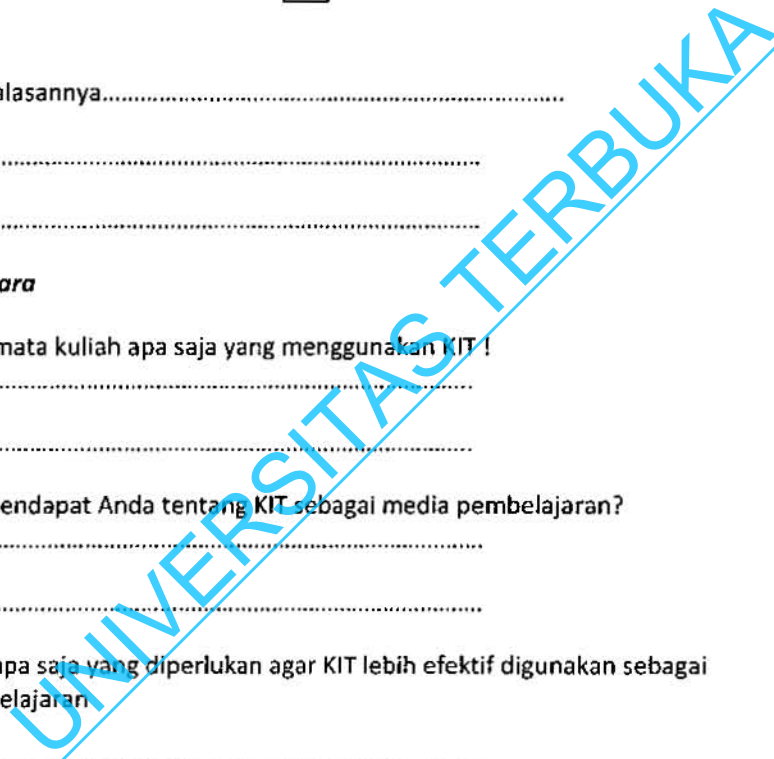 alasannya...............................................................................
...............................................................................
...............................................................................
ara
mata kuliah apa saja yang menggunakan KIT !
...............................................................................
...............................................................................
endapat Anda tentang KIT sebagai media pembelajaran?
...............................................................................
...............................................................................
apa saja yang diperlukan agar KIT lebih efektif digunakan sebagai
elajaran
UNIVERSITAS TERBUKA